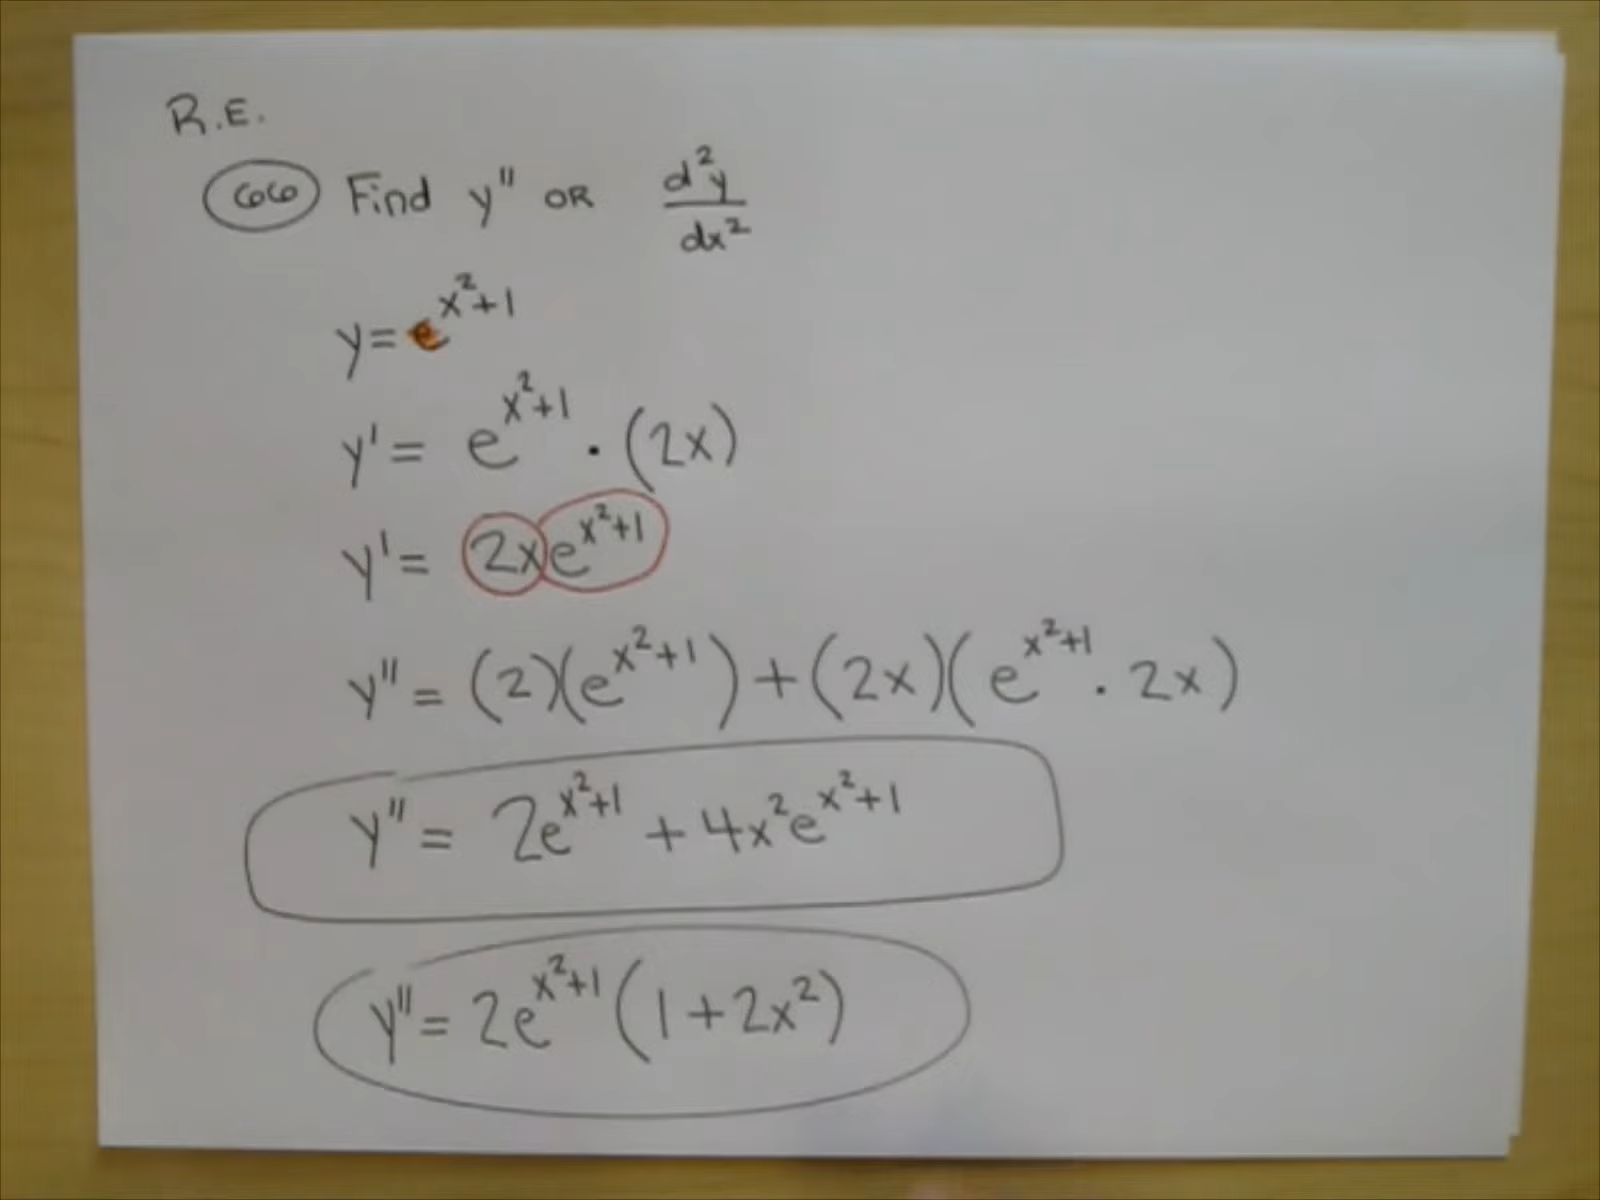 R.E.
66 Find y" OR d²y/dx²
y = e^(x²+1)
y' = e^(x²+1) · (2x)
y' = 2xe^(x²+1)
y" = (2)(e^(x²+1)) + (2x)(e^(x²+1) · 2x)
y" = 2e^(x²+1) + 4x²e^(x²+1)
y" = 2e^(x²+1) (1+2x²)